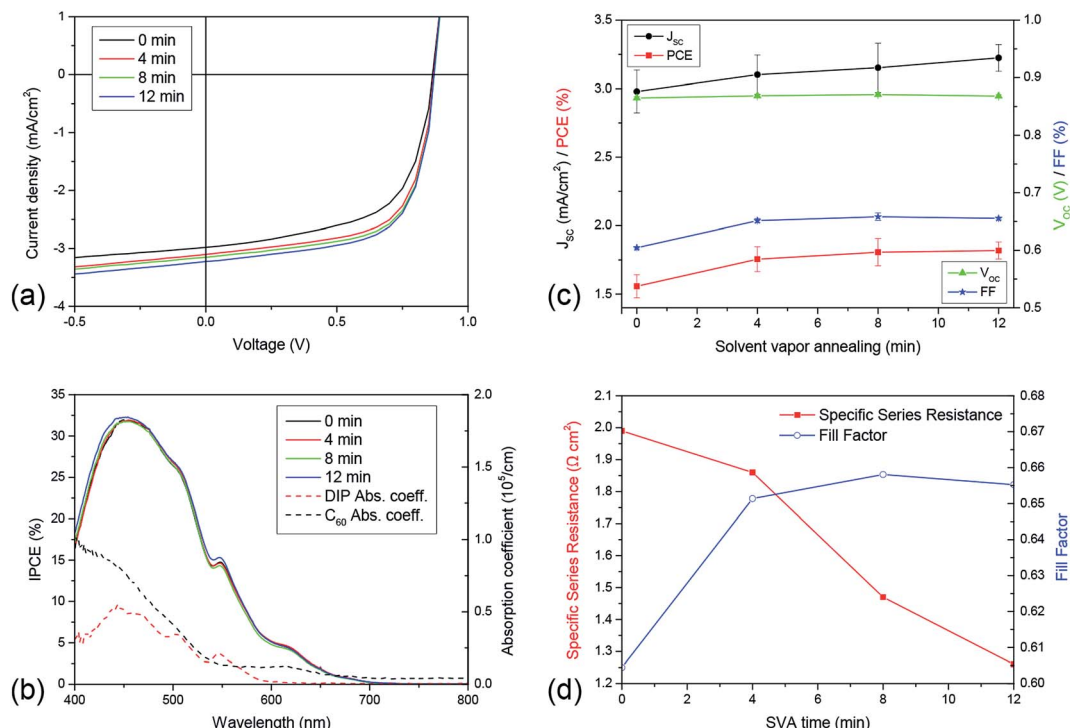 (a)
1
0
-1
-2
-3
-4
Current density (mA/cm²)
0 min
4 min
8 min
12 min
-0.5
0.0
0.5
1.0
Voltage (V)
(c)
3.5
3.0
2.5
2.0
1.5
J_sc (mA/cm²) / PCE (%)
J_sc
PCE
1.0
0.9
0.8
0.7
0.6
0.5
V_oc (V) / FF (%)
V_oc
FF
0
2
4
6
8
10
12
Solvent vapor annealing (min)
(b)
35
30
25
20
15
10
5
0
IPCE (%)
0 min
4 min
8 min
12 min
DIP Abs. coeff.
C₆₀ Abs. coeff.
2.0
1.5
1.0
0.5
0.0
Absorption coefficient (10⁵/cm)
400
500
600
700
800
Wavelength (nm)
(d)
2.1
2.0
1.9
1.8
1.7
1.6
1.5
1.4
1.3
1.2
Specific Series Resistance (Ω cm²)
Specific Series Resistance
Fill Factor
0.68
0.67
0.66
0.65
0.64
0.63
0.62
0.61
0.60
Fill Factor
0
2
4
6
8
10
12
SVA time (min)